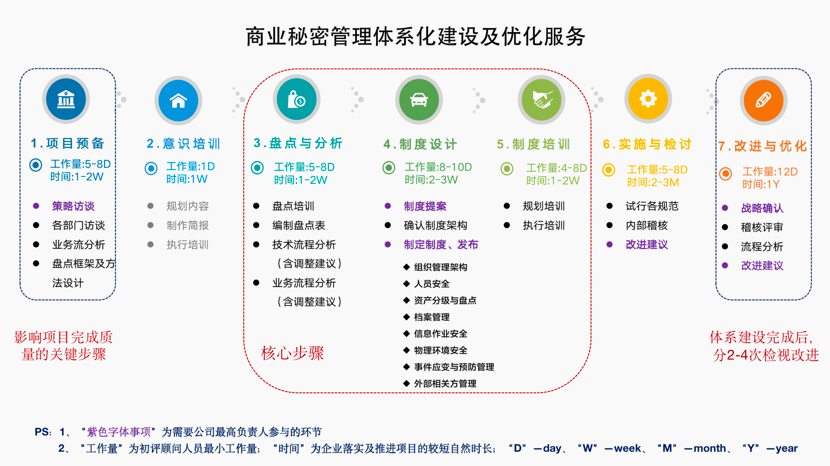 商业秘密管理体系化建设及优化服务
1.项目预备
工作量:5-8D
时间:1-2W
策略访谈
各部门访谈
业务流分析
盘点框架及方
法设计
影响项目完成质
量的关键步骤
2.意识培训
工作量:1D
时间:1W
规划内容
制作简报
执行培训
3.盘点与分析
工作量:5-8D
时间:1-2W
盘点培训
编制盘点表
技术流程分析
（含调整建议）
业务流程分析
（含调整建议）
核心步骤
4.制度设计
工作量:8-10D
时间:2-3W
制度提案
确认制度架构
制定制度、发布
组织管理架构
人员安全
资产分级与盘点
档案管理
信息作业安全
物理环境安全
事件应变与预防管理
外部相关方管理
5.制度培训
工作量:4-8D
时间:1-2W
规划培训
执行培训
6.实施与检讨
工作量:5-8D
时间:2-3M
试行各规范
内部稽核
改进建议
7.改进与优化
工作量:12D
时间:1Y
战略确认
稽核评审
流程分析
改进建议
体系建设完成后，
分2-4次检视改进
PS：1、“紫色字体事项”为需要公司最高负责人参与的环节
2、“工作量”为初评顾问人员最小工作量；“时间”为企业落实及推进项目的较短自然时长；“D”—day、“W”—week、“M”—month、“Y”—year